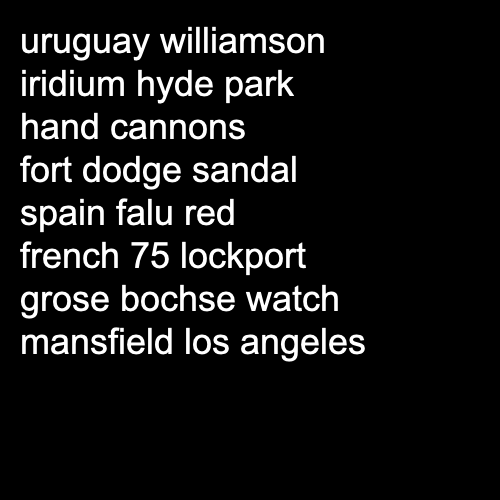 uruguay williamson
iridium hyde park
hand cannons
fort dodge sandal
spain falu red
french 75 lockport
grose bochse watch
mansfield los angeles